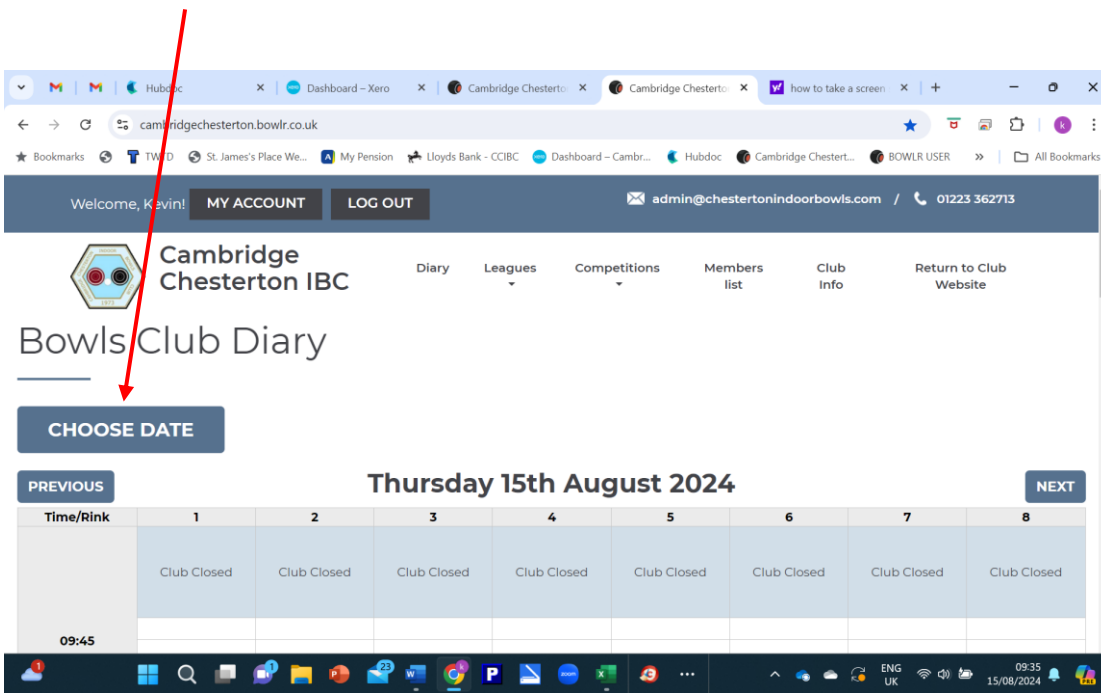 Hubdoc Dashboard – Xero Cambridge Chesterto Cambridge Chesterto how to take a screen
cambridgechesterton.bowlr.co.uk k
Bookmarks TWTD St. James's Place We... My Pension Lloyds Bank - CCIBC Dashboard – Cambr... Hubdoc Cambridge Chestert... BOWLR USER » All Bookmarks
Welcome, Kevin! MY ACCOUNT LOG OUT admin@chestertonindoorbowls.com / 01223 362713
Cambridge
Chesterton IBC
Diary Leagues Competitions Members list Club Info Return to Club Website
Bowls Club Diary
CHOOSE DATE
PREVIOUS Thursday 15th August 2024 NEXT
Time/Rink 1 2 3 4 5 6 7 8
Club Closed Club Closed Club Closed Club Closed Club Closed Club Closed Club Closed Club Closed
09:45
1 1 23 k P zoom ... ENG UK 09:35 15/08/2024 PRE